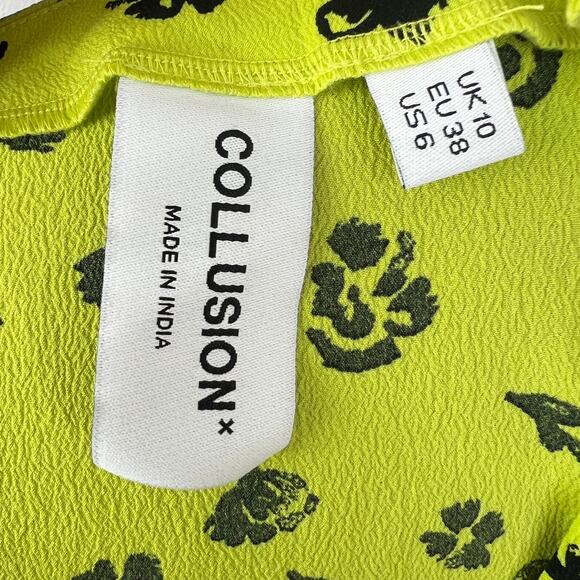 COLLUSION×
MADE IN INDIA
UK 10
EU 38
US 6